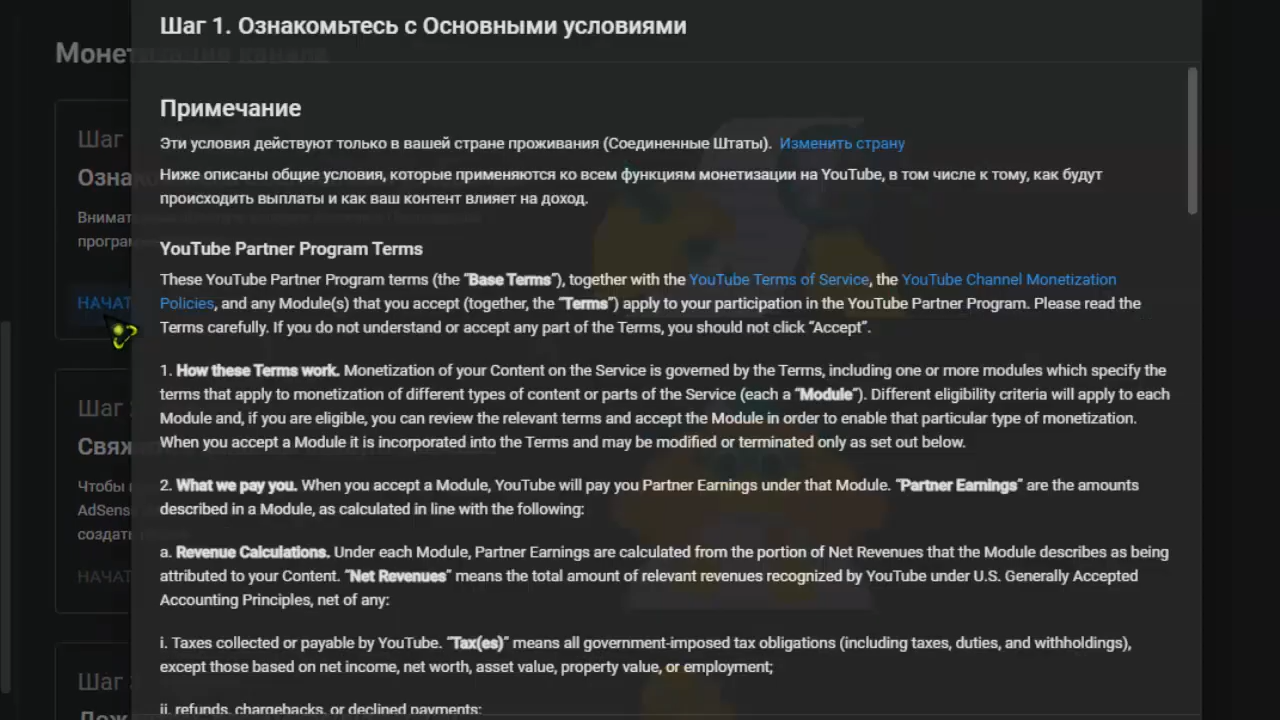 Шаг 1. Ознакомьтесь с Основными условиями
Монетизация канала
Примечание
Эти условия действуют только в вашей стране проживания (Соединенные Штаты). Изменить страну
Ниже описаны общие условия, которые применяются ко всем функциям монетизации на YouTube, в том числе к тому, как будут
происходить выплаты и как ваш контент влияет на доход.
YouTube Partner Program Terms
These YouTube Partner Program terms (the “Base Terms”), together with the YouTube Terms of Service, the YouTube Channel Monetization
Policies, and any Module(s) that you accept (together, the “Terms”) apply to your participation in the YouTube Partner Program. Please read the
Terms carefully. If you do not understand or accept any part of the Terms, you should not click “Accept”.
1. How these Terms work. Monetization of your Content on the Service is governed by the Terms, including one or more modules which specify the
terms that apply to monetization of different types of content or parts of the Service (each a “Module”). Different eligibility criteria will apply to each
Module and, if you are eligible, you can review the relevant terms and accept the Module in order to enable that particular type of monetization.
When you accept a Module it is incorporated into the Terms and may be modified or terminated only as set out below.
2. What we pay you. When you accept a Module, YouTube will pay you Partner Earnings under that Module. “Partner Earnings” are the amounts
described in a Module, as calculated in line with the following:
a. Revenue Calculations. Under each Module, Partner Earnings are calculated from the portion of Net Revenues that the Module describes as being
attributed to your Content. “Net Revenues” means the total amount of relevant revenues recognized by YouTube under U.S. Generally Accepted
Accounting Principles, net of any:
i. Taxes collected or payable by YouTube. “Tax(es)” means all government-imposed tax obligations (including taxes, duties, and withholdings),
except those based on net income, net worth, asset value, property value, or employment;
ii. refunds, chargebacks, or declined payments;
Шаг
НАЧАТ
Шаг
Чтобы
AdSens
НАЧАТ
Шаг